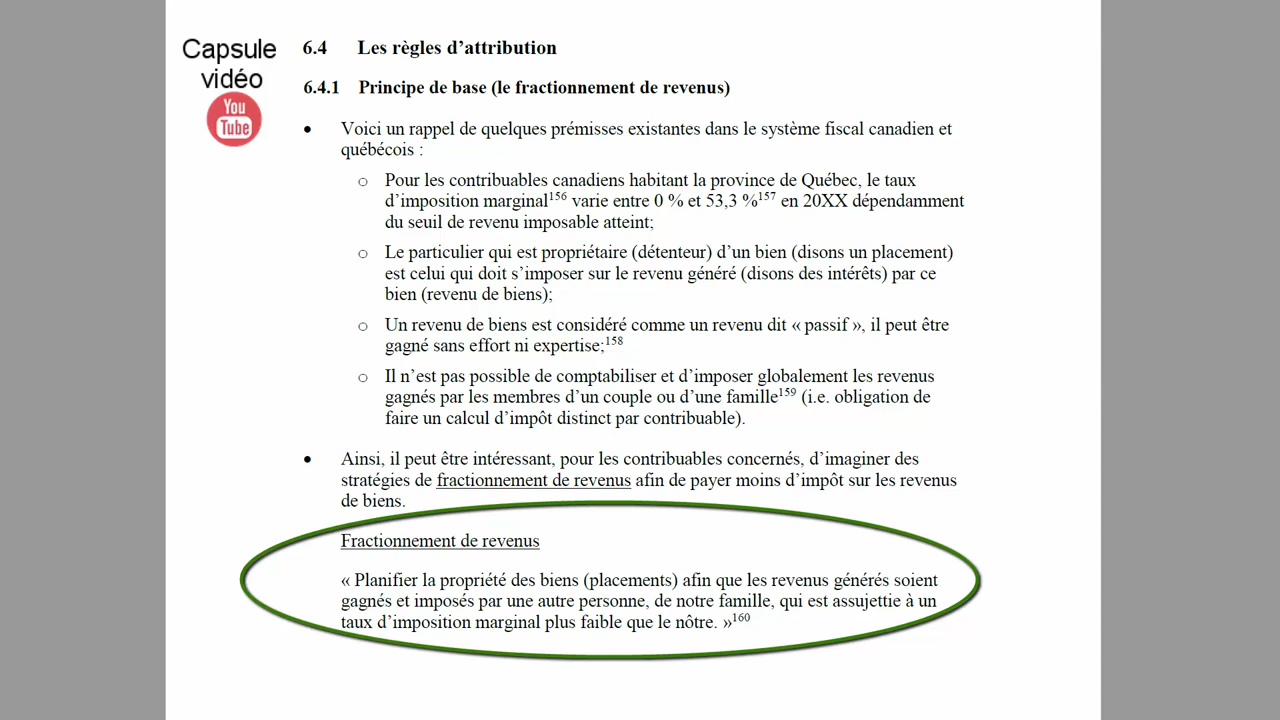 Capsule
vidéo
You
Tube
6.4 Les règles d’attribution
6.4.1 Principe de base (le fractionnement de revenus)
• Voici un rappel de quelques prémisses existantes dans le système fiscal canadien et
québécois :
o Pour les contribuables canadiens habitant la province de Québec, le taux
d’imposition marginal156 varie entre 0 % et 53,3 %157 en 20XX dépendamment
du seuil de revenu imposable atteint;
o Le particulier qui est propriétaire (détenteur) d’un bien (disons un placement)
est celui qui doit s’imposer sur le revenu généré (disons des intérêts) par ce
bien (revenu de biens);
o Un revenu de biens est considéré comme un revenu dit « passif », il peut être
gagné sans effort ni expertise;158
o Il n’est pas possible de comptabiliser et d’imposer globalement les revenus
gagnés par les membres d’un couple ou d’une famille159 (i.e. obligation de
faire un calcul d’impôt distinct par contribuable).
• Ainsi, il peut être intéressant, pour les contribuables concernés, d’imaginer des
stratégies de fractionnement de revenus afin de payer moins d’impôt sur les revenus
de biens.
Fractionnement de revenus
« Planifier la propriété des biens (placements) afin que les revenus générés soient
gagnés et imposés par une autre personne, de notre famille, qui est assujettie à un
taux d’imposition marginal plus faible que le nôtre. »160